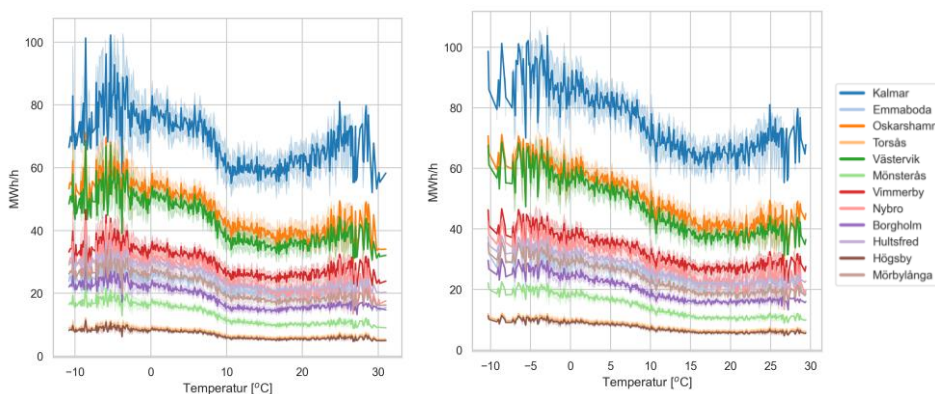 100
80
60
40
20
0
MWh/h
−10
0
10
20
30
Temperatur [°C]
100
80
60
40
20
0
MWh/h
−10
−5
0
5
10
15
20
25
30
Temperatur [°C]
Kalmar
Emmaboda
Oskarshamn
Torsås
Västervik
Mönsterås
Vimmerby
Nybro
Borgholm
Hultsfred
Högsby
Mörbylånga